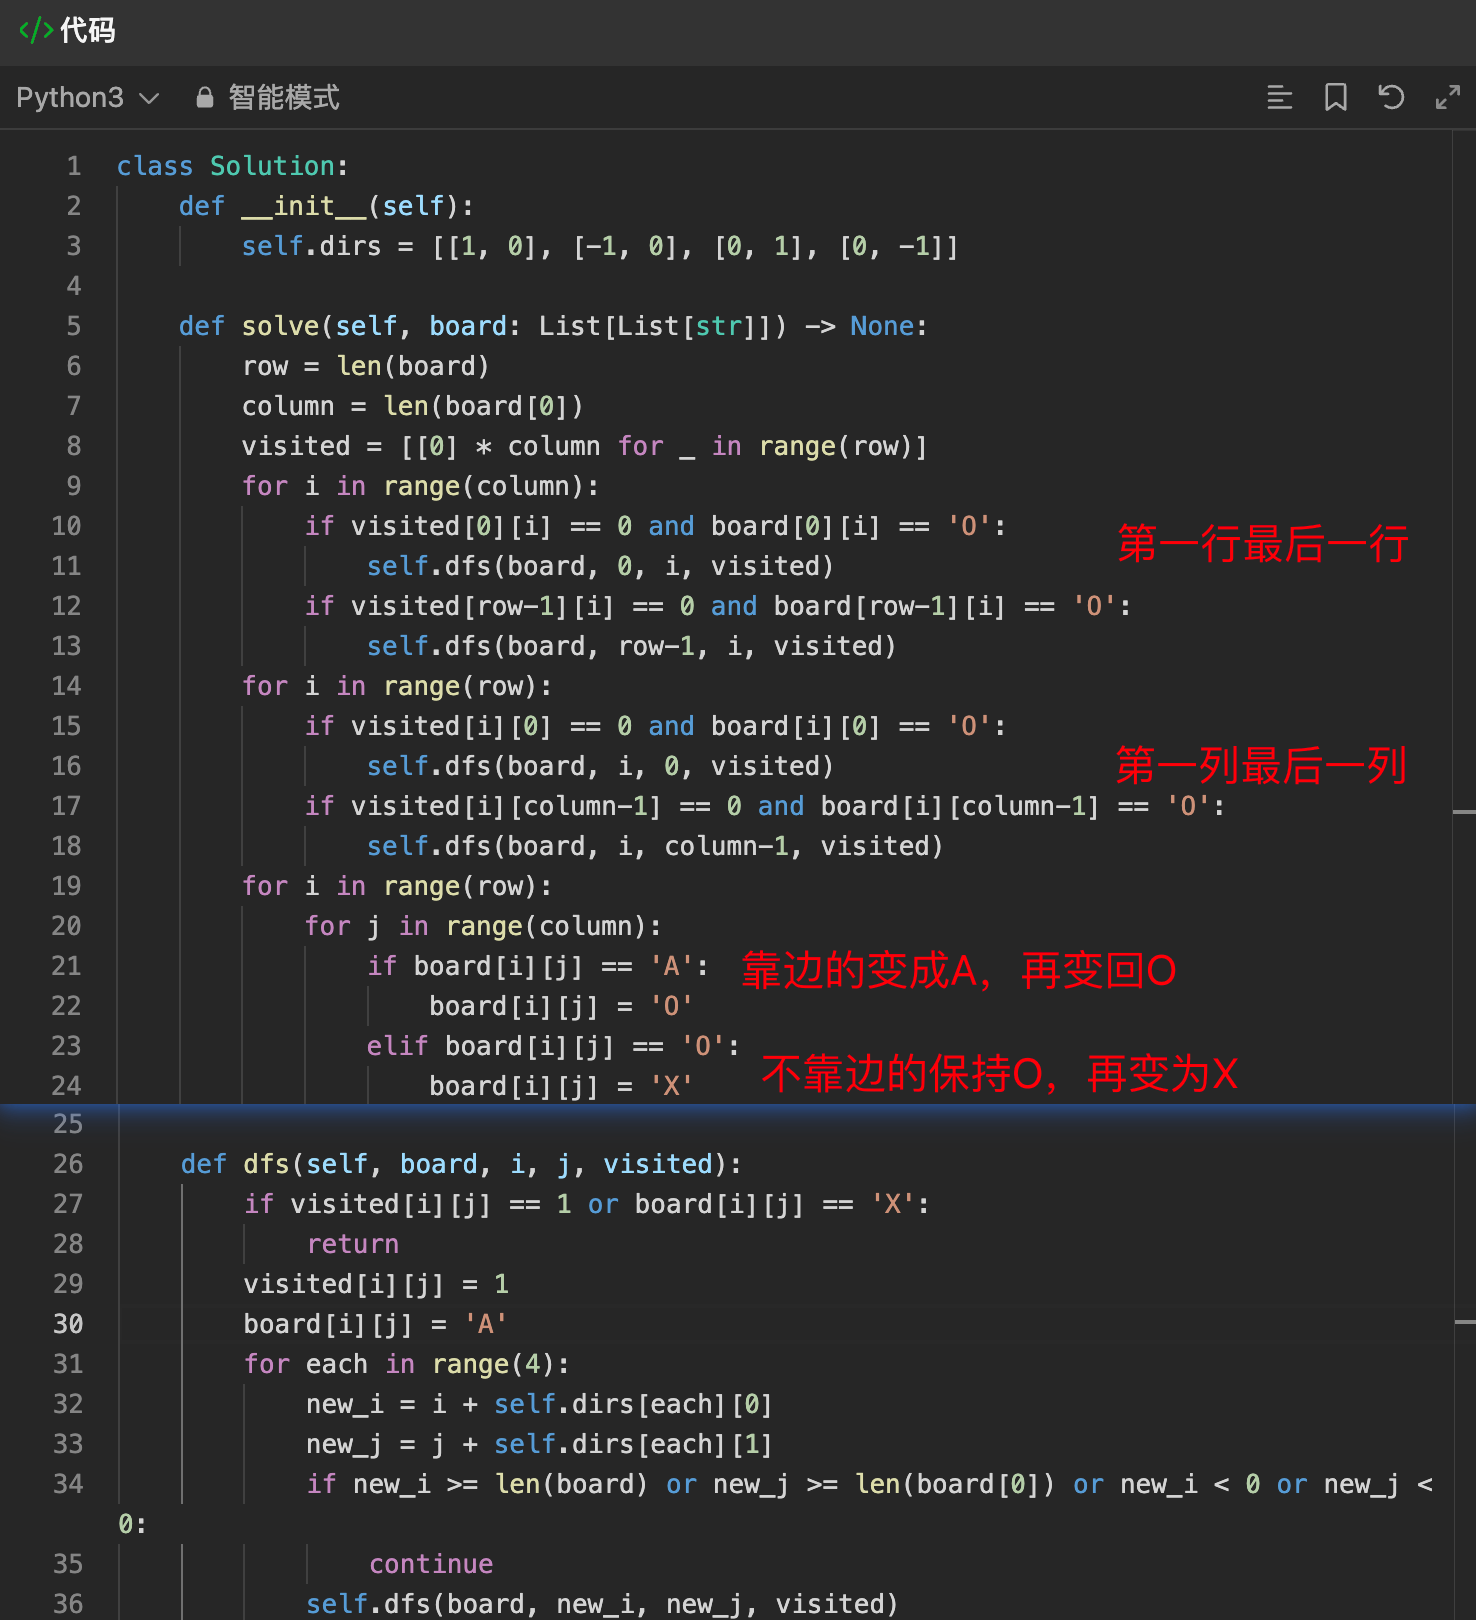 </> 代码
Python3 智能模式
1 class Solution:
2     def __init__(self):
3         self.dirs = [[1, 0], [-1, 0], [0, 1], [0, -1]]
4
5     def solve(self, board: List[List[str]]) -> None:
6         row = len(board)
7         column = len(board[0])
8         visited = [[0] * column for _ in range(row)]
9         for i in range(column):
10             if visited[0][i] == 0 and board[0][i] == 'O':
第一行最后一行
11                 self.dfs(board, 0, i, visited)
12             if visited[row-1][i] == 0 and board[row-1][i] == 'O':
13                 self.dfs(board, row-1, i, visited)
14         for i in range(row):
15             if visited[i][0] == 0 and board[i][0] == 'O':
16                 self.dfs(board, i, 0, visited)
第一列最后一列
17             if visited[i][column-1] == 0 and board[i][column-1] == 'O':
18                 self.dfs(board, i, column-1, visited)
19         for i in range(row):
20             for j in range(column):
21                 if board[i][j] == 'A':
靠边的变成A，再变回O
22                     board[i][j] = 'O'
23                 elif board[i][j] == 'O':
不靠边的保持O，再变为X
24                     board[i][j] = 'X'
25
26     def dfs(self, board, i, j, visited):
27         if visited[i][j] == 1 or board[i][j] == 'X':
28             return
29         visited[i][j] = 1
30         board[i][j] = 'A'
31         for each in range(4):
32             new_i = i + self.dirs[each][0]
33             new_j = j + self.dirs[each][1]
34             if new_i >= len(board) or new_j >= len(board[0]) or new_i < 0 or new_j <
0:
35                 continue
36             self.dfs(board, new_i, new_j, visited)